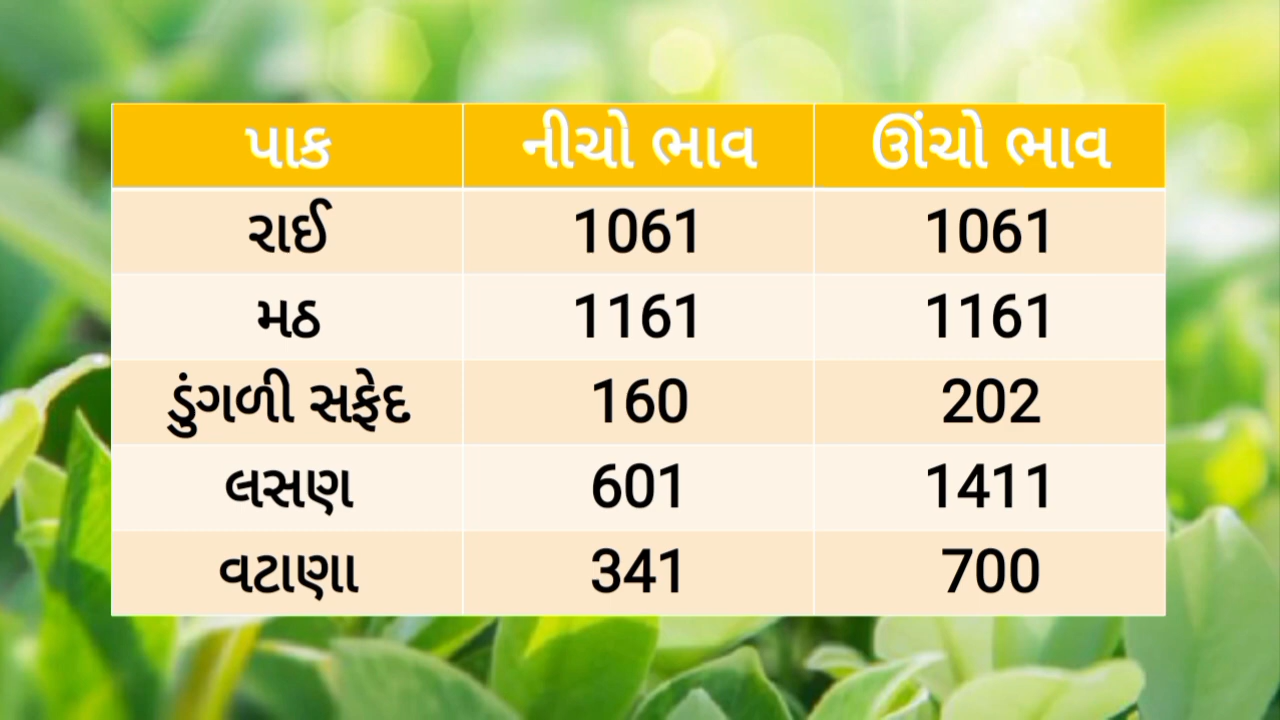 પાક નીચો ભાવ ઊંચો ભાવ
રાઈ 1061 1061
મઠ 1161 1161
ડુંગળી સફેદ 160 202
લસણ 601 1411
વટાણા 341 700